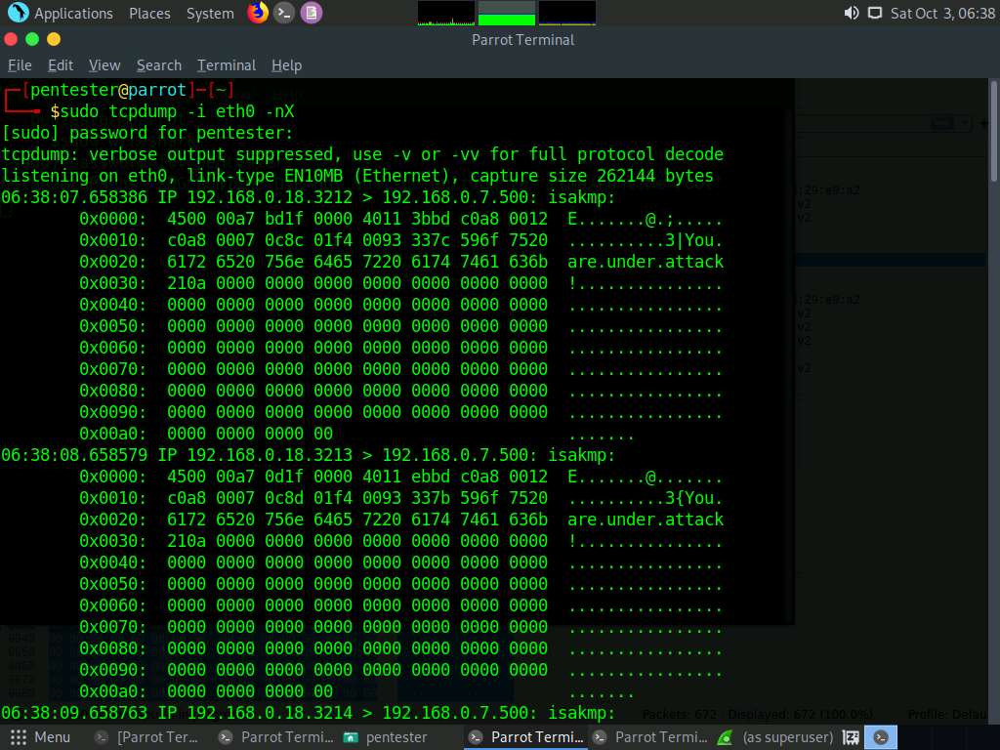 Applications Places System Sat Oct 3, 06:38
Parrot Terminal
File Edit View Search Terminal Help
┌─[pentester@parrot]─[~]
└──╼ $sudo tcpdump -i eth0 -nX
[sudo] password for pentester:
tcpdump: verbose output suppressed, use -v or -vv for full protocol decode
listening on eth0, link-type EN10MB (Ethernet), capture size 262144 bytes
06:38:07.658386 IP 192.168.0.18.3212 > 192.168.0.7.500: isakmp:
0x0000: 4500 00a7 bd1f 0000 4011 3bbd c0a8 0012 E.......@.;.....
0x0010: c0a8 0007 0c8c 01f4 0093 337c 596f 7520 ..........3|You.
0x0020: 6172 6520 756e 6465 7220 6174 7461 636b are.under.attack
0x0030: 210a 0000 0000 0000 0000 0000 0000 0000 !...............
0x0040: 0000 0000 0000 0000 0000 0000 0000 0000 ................
0x0050: 0000 0000 0000 0000 0000 0000 0000 0000 ................
0x0060: 0000 0000 0000 0000 0000 0000 0000 0000 ................
0x0070: 0000 0000 0000 0000 0000 0000 0000 0000 ................
0x0080: 0000 0000 0000 0000 0000 0000 0000 0000 ................
0x0090: 0000 0000 0000 0000 0000 0000 0000 0000 ................
0x00a0: 0000 0000 0000 00 .......
06:38:08.658579 IP 192.168.0.18.3213 > 192.168.0.7.500: isakmp:
0x0000: 4500 00a7 0d1f 0000 4011 ebbd c0a8 0012 E.......@.......
0x0010: c0a8 0007 0c8d 01f4 0093 337b 596f 7520 ..........3{You.
0x0020: 6172 6520 756e 6465 7220 6174 7461 636b are.under.attack
0x0030: 210a 0000 0000 0000 0000 0000 0000 0000 !...............
0x0040: 0000 0000 0000 0000 0000 0000 0000 0000 ................
0x0050: 0000 0000 0000 0000 0000 0000 0000 0000 ................
0x0060: 0000 0000 0000 0000 0000 0000 0000 0000 ................
0x0070: 0000 0000 0000 0000 0000 0000 0000 0000 ................
0x0080: 0000 0000 0000 0000 0000 0000 0000 0000 ................
0x0090: 0000 0000 0000 0000 0000 0000 0000 0000 ................
0x00a0: 0000 0000 0000 00 .......
06:38:09.658763 IP 192.168.0.18.3214 > 192.168.0.7.500: isakmp:
Packets: 672 · Displayed: 672 (100.0%) Profile: Defau
Menu [Parrot Ter... Parrot Termi... pentester Parrot Termi... Parrot Termi... (as superuser)